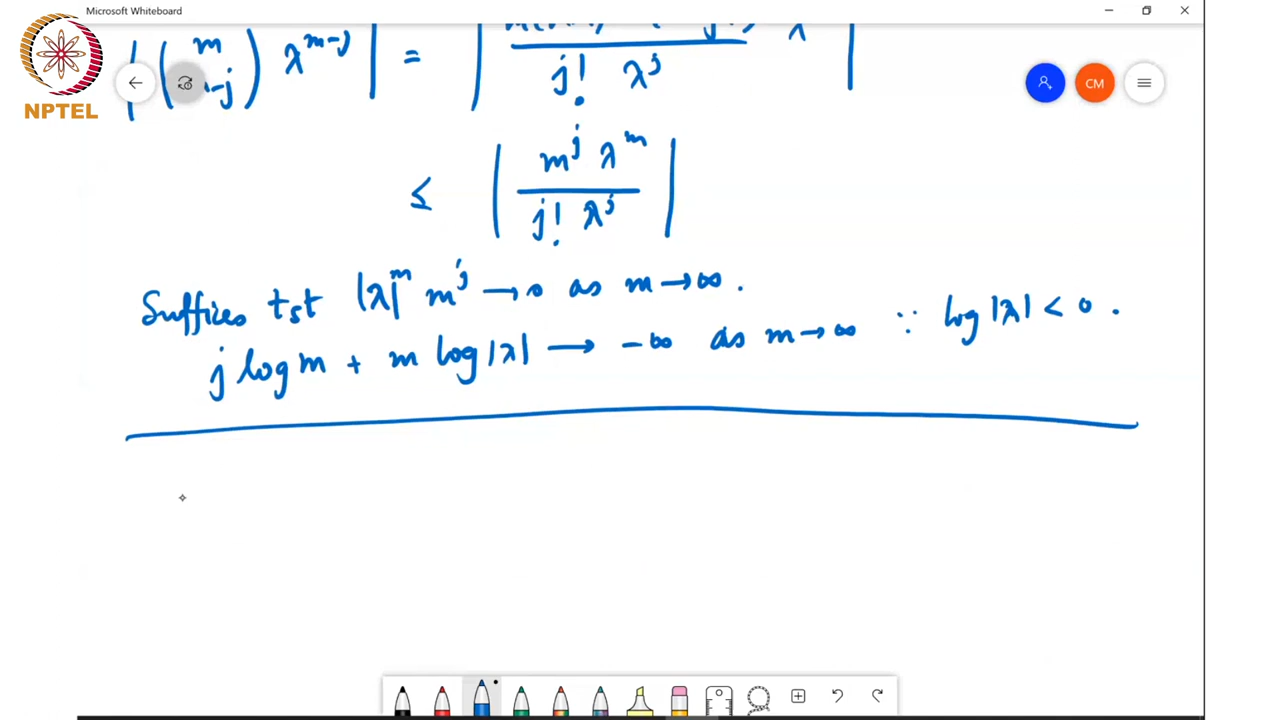 Microsoft Whiteboard
NPTEL
CM
| ( m -j ) λ^{m-j} | = | / j! λ^j |
≤ | m^j λ^m / j! λ^j |
Suffices tst |λ|^m m^j → 0 as m → ∞.
j log m + m log |λ| → -∞ as m → ∞ ∵ log |λ| < 0.